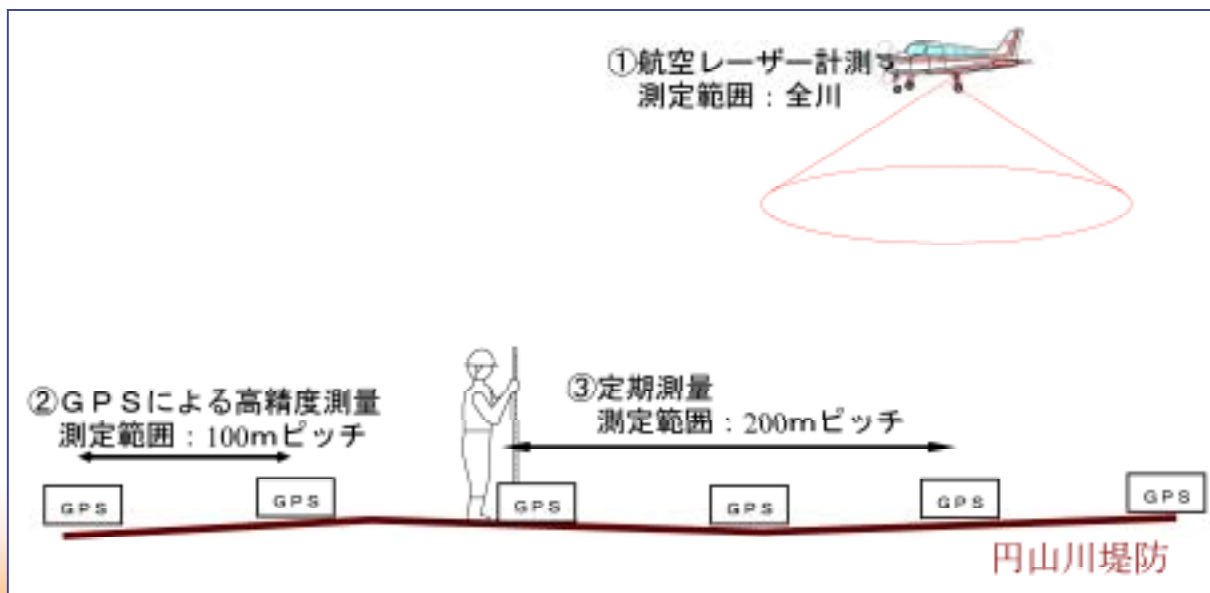 ①航空レーザー計測
測定範囲：全川
②ＧＰＳによる高精度測量
測定範囲：100mピッチ
③定期測量
測定範囲：200mピッチ
ＧＰＳ
ＧＰＳ
ＧＰＳ
ＧＰＳ
ＧＰＳ
ＧＰＳ
円山川堤防